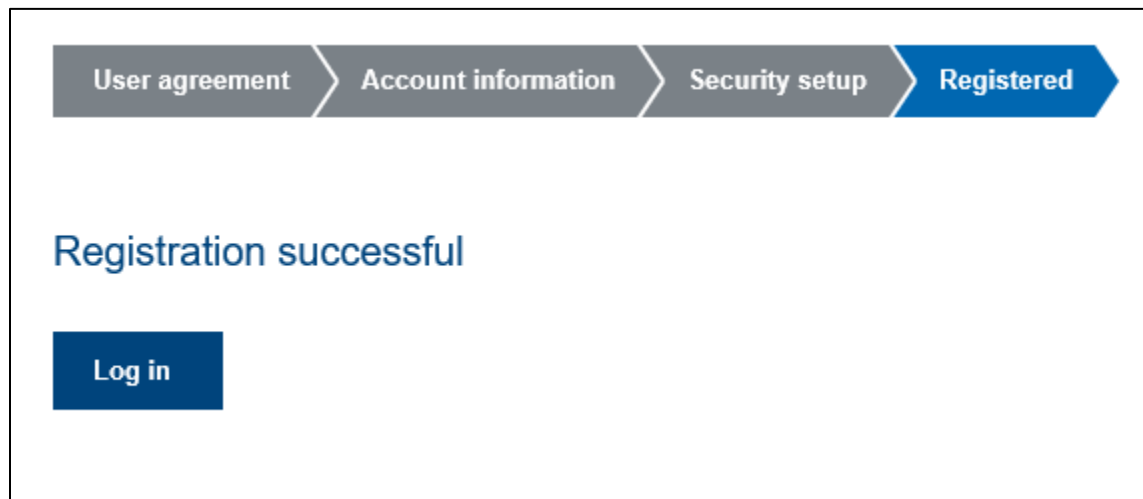 User agreement Account information Security setup Registered
Registration successful
Log in